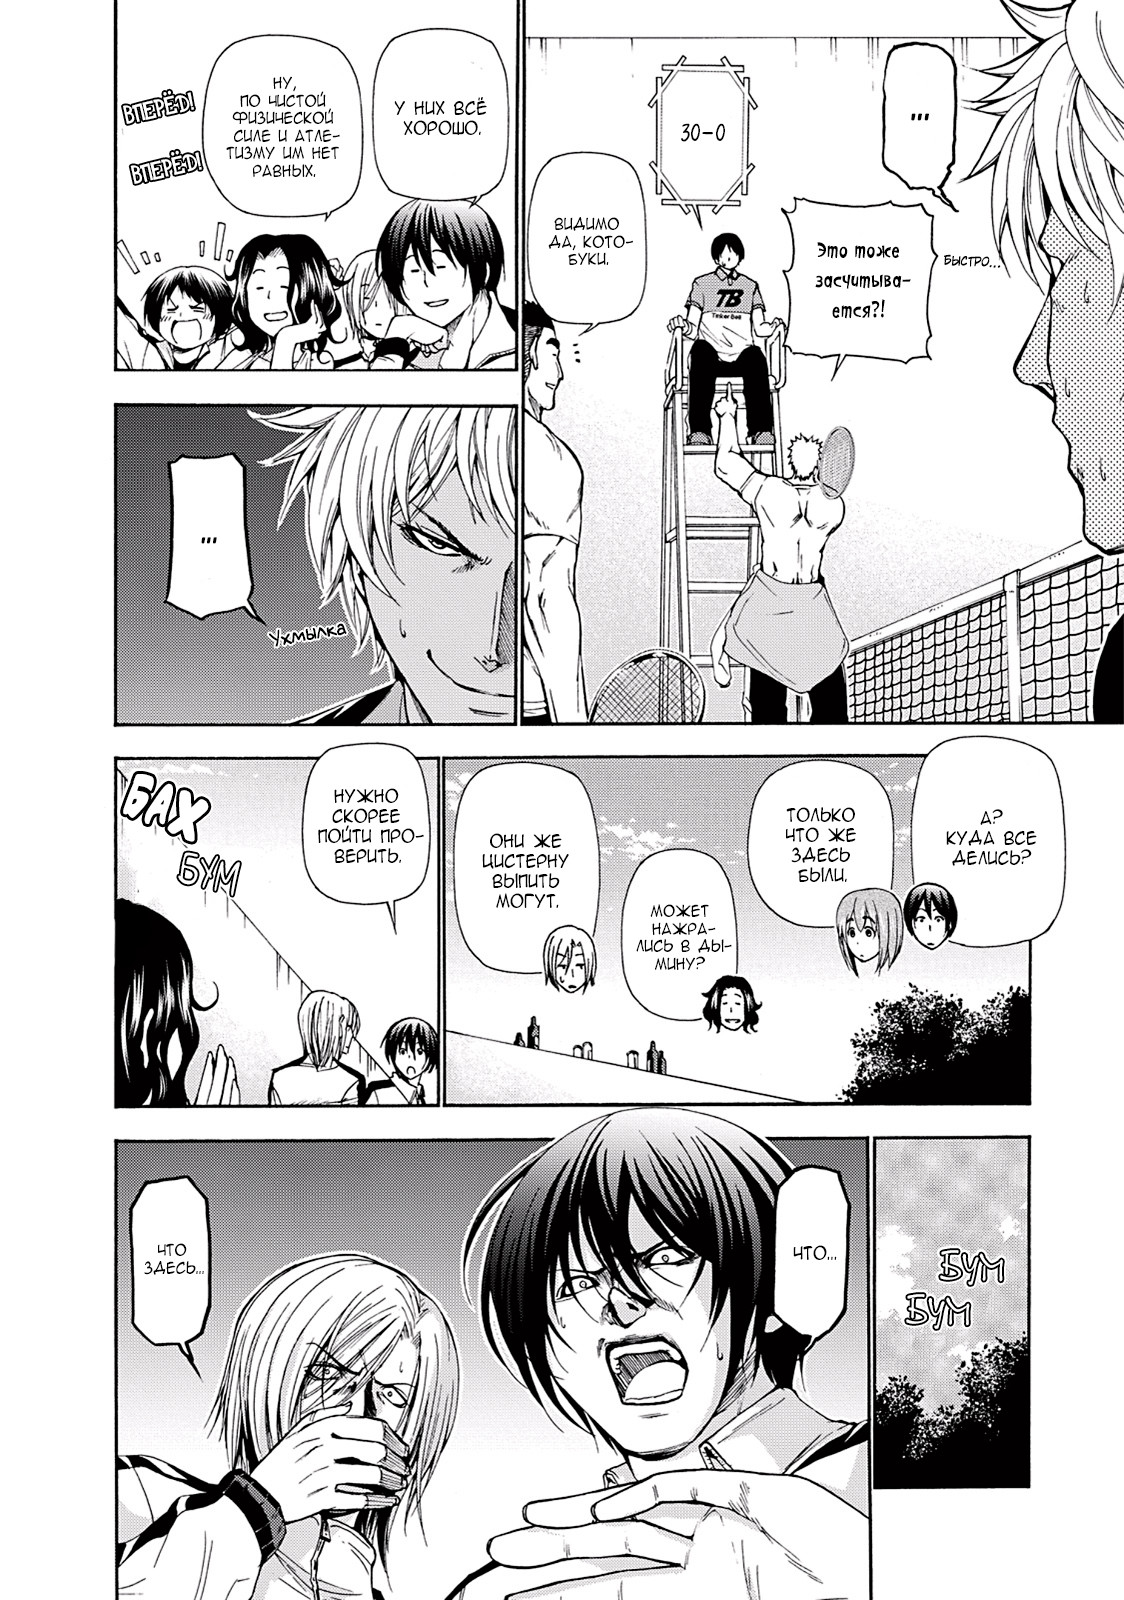 ...
Быстро...
30-0
Это тоже
засчитыва-
ется?!
ВИДИМО
ДА, КОТО-
БУКИ.
TB
Tinker Bell
У НИХ ВСЁ
ХОРОШО.
НУ,
ПО ЧИСТОЙ
ФИЗИЧЕСКОЙ
СИЛЕ И АТЛЕ-
ТИЗМУ ИМ НЕТ
РАВНЫХ.
ВПЕРЁД!
ВПЕРЁД!
...
Ухмылка
А?
КУДА ВСЕ
ДЕЛИСЬ?
ТОЛЬКО
ЧТО ЖЕ
ЗДЕСЬ
БЫЛИ.
МОЖЕТ
НАЖРА-
ЛИСЬ В ДЫ-
МИНУ?
ОНИ ЖЕ
ЦИСТЕРНУ
ВЫПИТЬ
МОГУТ.
НУЖНО
СКОРЕЕ
ПОЙТИ ПРО-
ВЕРИТЬ.
БАХ
БУМ
БУМ
БУМ
ЧТО...
ЧТО
ЗДЕСЬ...